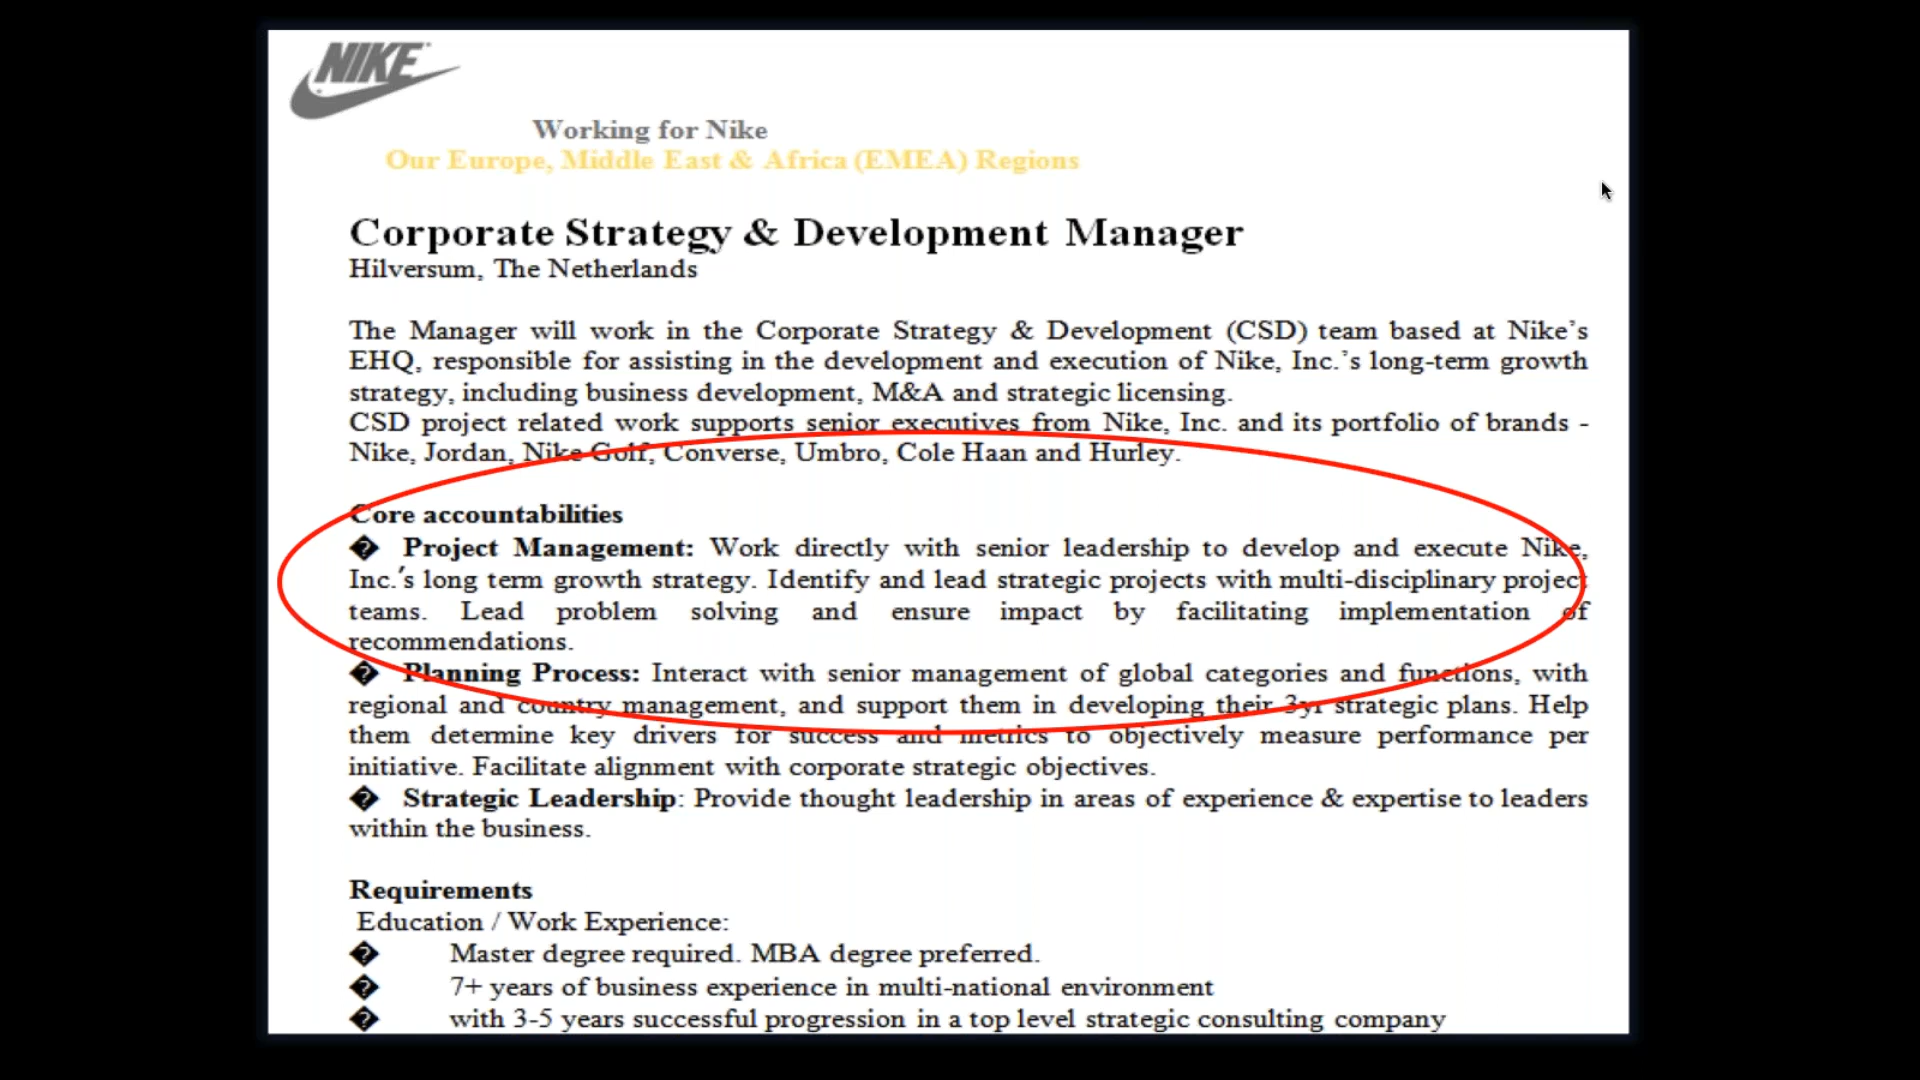 NIKE
Working for Nike
Our Europe, Middle East & Africa (EMEA) Regions
Corporate Strategy & Development Manager
Hilversum, The Netherlands
The Manager will work in the Corporate Strategy & Development (CSD) team based at Nike's
EHQ, responsible for assisting in the development and execution of Nike, Inc.'s long-term growth
strategy, including business development, M&A and strategic licensing.
CSD project related work supports senior executives from Nike, Inc. and its portfolio of brands -
Nike, Jordan, Nike Golf, Converse, Umbro, Cole Haan and Hurley.
Core accountabilities
� Project Management: Work directly with senior leadership to develop and execute Nike,
Inc.'s long term growth strategy. Identify and lead strategic projects with multi-disciplinary project
teams. Lead problem solving and ensure impact by facilitating implementation of
recommendations.
� Planning Process: Interact with senior management of global categories and functions, with
regional and country management, and support them in developing their 3yr strategic plans. Help
them determine key drivers for success and metrics to objectively measure performance per
initiative. Facilitate alignment with corporate strategic objectives.
� Strategic Leadership: Provide thought leadership in areas of experience & expertise to leaders
within the business.
Requirements
Education / Work Experience:
� Master degree required. MBA degree preferred.
� 7+ years of business experience in multi-national environment
� with 3-5 years successful progression in a top level strategic consulting company